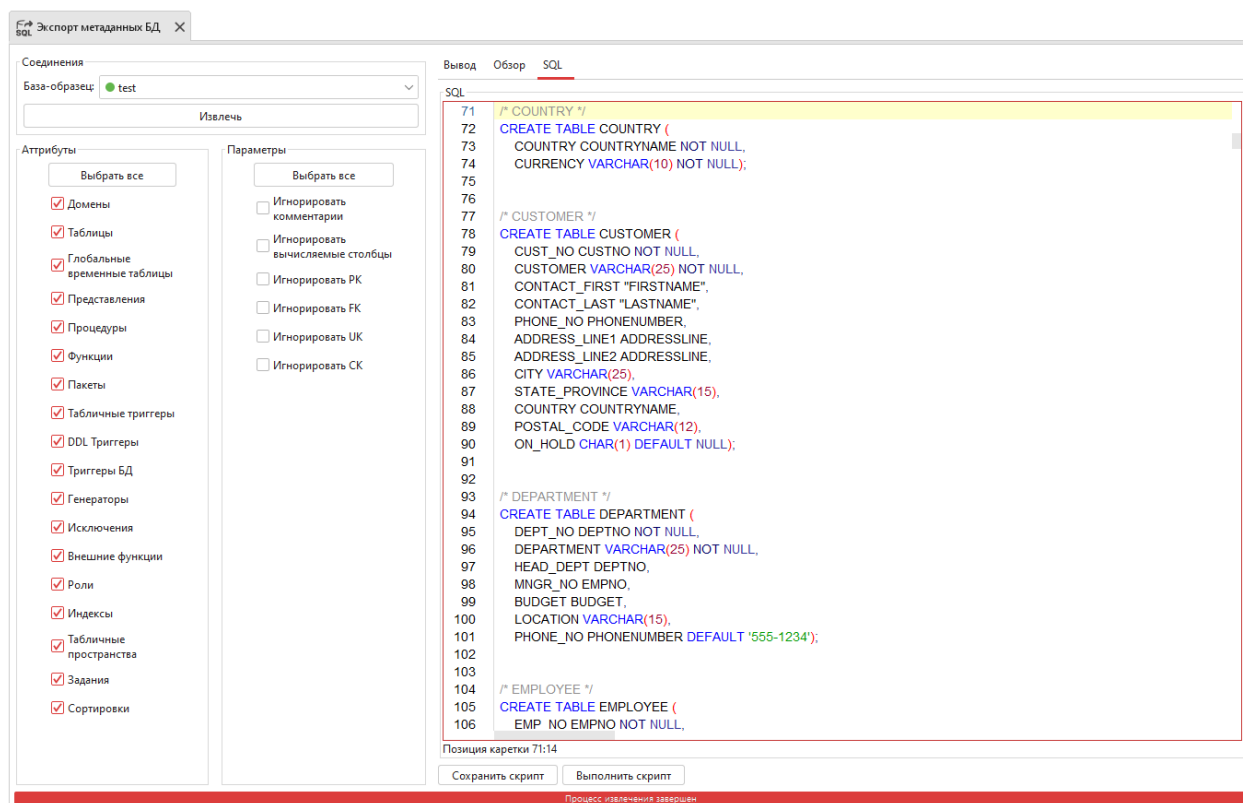 SQL Экспорт метаданных БД
Соединения
База-образец: test
Извлечь
Аттрибуты
Выбрать все
Домены
Таблицы
Глобальные
временные таблицы
Представления
Процедуры
Функции
Пакеты
Табличные триггеры
DDL Триггеры
Триггеры БД
Генераторы
Исключения
Внешние функции
Роли
Индексы
Табличные
пространства
Задания
Сортировки
Параметры
Выбрать все
Игнорировать
комментарии
Игнорировать
вычисляемые столбцы
Игнорировать PK
Игнорировать FK
Игнорировать UK
Игнорировать CK
Вывод Обзор SQL
SQL
71 /* COUNTRY */
72 CREATE TABLE COUNTRY (
73 COUNTRY COUNTRYNAME NOT NULL,
74 CURRENCY VARCHAR(10) NOT NULL);
75
76
77 /* CUSTOMER */
78 CREATE TABLE CUSTOMER (
79 CUST_NO CUSTNO NOT NULL,
80 CUSTOMER VARCHAR(25) NOT NULL,
81 CONTACT_FIRST "FIRSTNAME",
82 CONTACT_LAST "LASTNAME",
83 PHONE_NO PHONENUMBER,
84 ADDRESS_LINE1 ADDRESSLINE,
85 ADDRESS_LINE2 ADDRESSLINE,
86 CITY VARCHAR(25),
87 STATE_PROVINCE VARCHAR(15),
88 COUNTRY COUNTRYNAME,
89 POSTAL_CODE VARCHAR(12),
90 ON_HOLD CHAR(1) DEFAULT NULL);
91
92
93 /* DEPARTMENT */
94 CREATE TABLE DEPARTMENT (
95 DEPT_NO DEPTNO NOT NULL,
96 DEPARTMENT VARCHAR(25) NOT NULL,
97 HEAD_DEPT DEPTNO,
98 MNGR_NO EMPNO,
99 BUDGET BUDGET,
100 LOCATION VARCHAR(15),
101 PHONE_NO PHONENUMBER DEFAULT '555-1234');
102
103
104 /* EMPLOYEE */
105 CREATE TABLE EMPLOYEE (
106 EMP_NO EMPNO NOT NULL,
Позиция каретки 71:14
Сохранить скрипт Выполнить скрипт
Процесс извлечения завершен